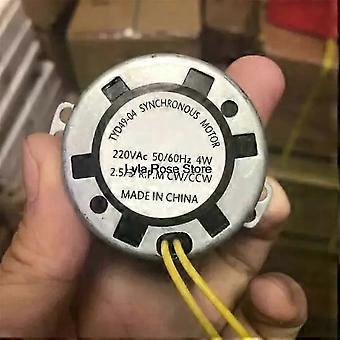 TYD49-04 SYNCHRONOUS MOTOR
220VAc 50/60Hz 4W
Lyla Rose Store
2.5/3 R.P.M CW/CCW
MADE IN CHINA